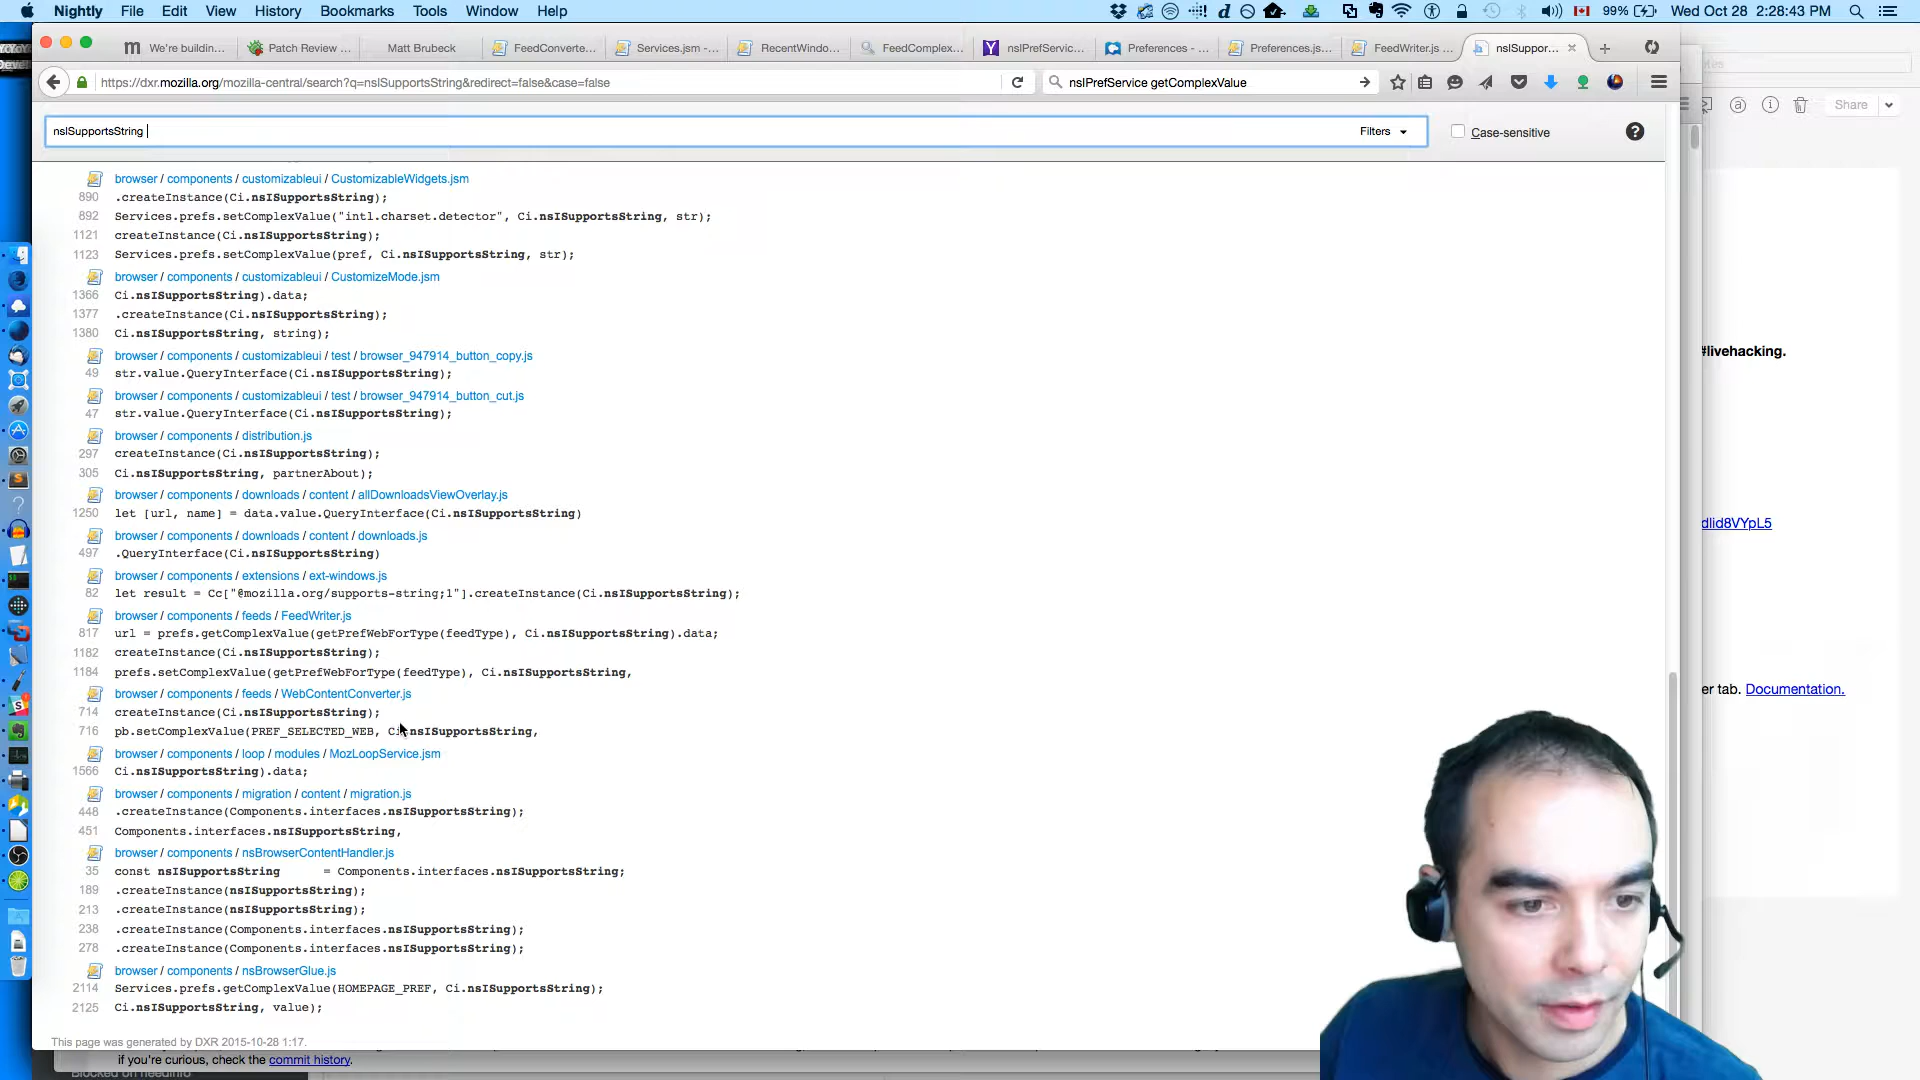 Nightly File Edit View History Bookmarks Tools Window Help 99% Wed Oct 28 2:28:43 PM
We're buildin... Patch Review ... Matt Brubeck FeedConverte... Services.jsm -... RecentWindo... FeedComplex... nsIPrefServic... Preferences - ... Preferences.js... FeedWriter.js ... nsISuppor...
https://dxr.mozilla.org/mozilla-central/search?q=nsISupportsString&redirect=false&case=false nsIPrefService getComplexValue
Share
nsISupportsString Filters Case-sensitive ?
browser / components / customizableui / CustomizableWidgets.jsm
890 .createInstance(Ci.nsISupportsString);
892 Services.prefs.setComplexValue("intl.charset.detector", Ci.nsISupportsString, str);
1121 createInstance(Ci.nsISupportsString);
1123 Services.prefs.setComplexValue(pref, Ci.nsISupportsString, str);
browser / components / customizableui / CustomizeMode.jsm
1366 Ci.nsISupportsString).data;
1377 .createInstance(Ci.nsISupportsString);
1380 Ci.nsISupportsString, string);
browser / components / customizableui / test / browser_947914_button_copy.js
49 str.value.QueryInterface(Ci.nsISupportsString);
browser / components / customizableui / test / browser_947914_button_cut.js
47 str.value.QueryInterface(Ci.nsISupportsString);
browser / components / distribution.js
297 createInstance(Ci.nsISupportsString);
305 Ci.nsISupportsString, partnerAbout);
browser / components / downloads / content / allDownloadsViewOverlay.js
1250 let [url, name] = data.value.QueryInterface(Ci.nsISupportsString)
browser / components / downloads / content / downloads.js
497 .QueryInterface(Ci.nsISupportsString)
browser / components / extensions / ext-windows.js
82 let result = Cc["@mozilla.org/supports-string;1"].createInstance(Ci.nsISupportsString);
browser / components / feeds / FeedWriter.js
817 url = prefs.getComplexValue(getPrefWebForType(feedType), Ci.nsISupportsString).data;
1182 createInstance(Ci.nsISupportsString);
1184 prefs.setComplexValue(getPrefWebForType(feedType), Ci.nsISupportsString,
browser / components / feeds / WebContentConverter.js
714 createInstance(Ci.nsISupportsString);
716 pb.setComplexValue(PREF_SELECTED_WEB, Ci.nsISupportsString,
browser / components / loop / modules / MozLoopService.jsm
1566 Ci.nsISupportsString).data;
browser / components / migration / content / migration.js
448 .createInstance(Components.interfaces.nsISupportsString);
451 Components.interfaces.nsISupportsString,
browser / components / nsBrowserContentHandler.js
35 const nsISupportsString = Components.interfaces.nsISupportsString;
189 .createInstance(nsISupportsString);
213 .createInstance(nsISupportsString);
238 .createInstance(Components.interfaces.nsISupportsString);
278 .createInstance(Components.interfaces.nsISupportsString);
browser / components / nsBrowserGlue.js
2114 Services.prefs.getComplexValue(HOMEPAGE_PREF, Ci.nsISupportsString);
2125 Ci.nsISupportsString, value);
This page was generated by DXR 2015-10-28 1:17.
if you're curious, check the commit history.
Blocked on needinfo
#livehacking.
dlid8VYpL5
er tab. Documentation.